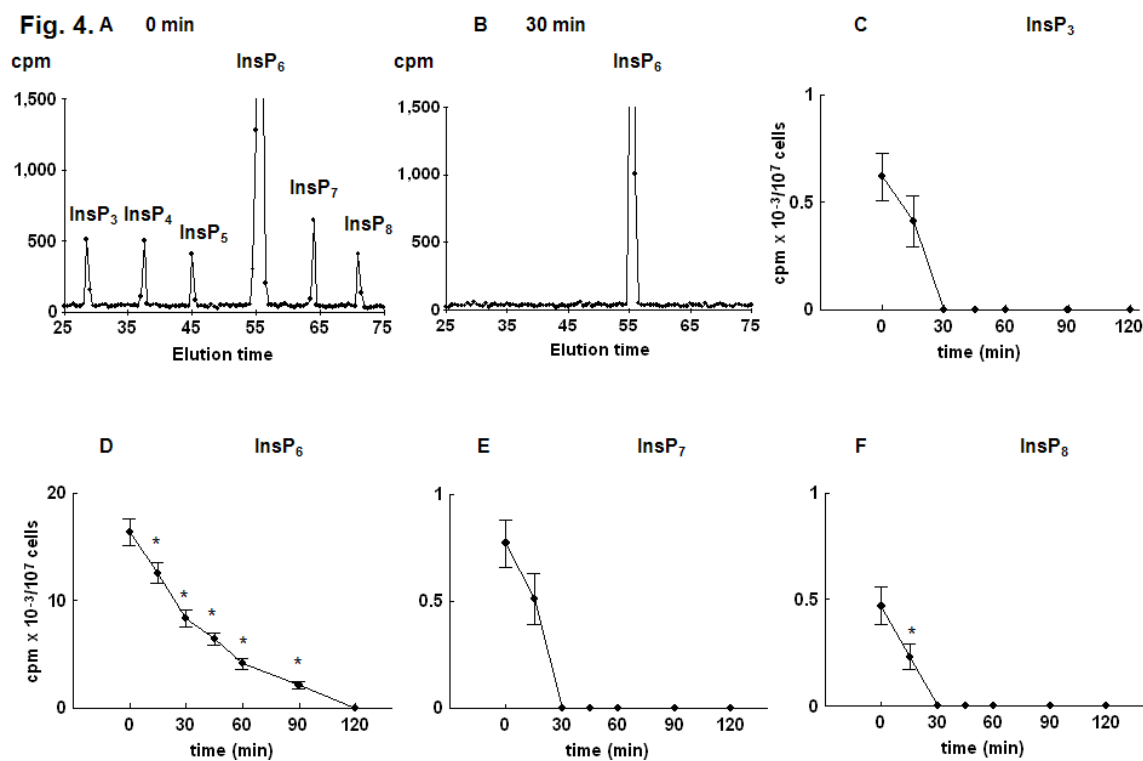 Fig. 4. A 0 min
cpm
InsP6
1,500
1,000
500
0
InsP3
InsP4
InsP5
InsP7
InsP8
25 35 45 55 65 75
Elution time
B 30 min
cpm
InsP6
1,500
1,000
500
0
25 35 45 55 65 75
Elution time
C InsP3
cpm x 10-3/107 cells
1
0.5
0
0 30 60 90 120
time (min)
D InsP6
cpm x 10-3/107 cells
20
10
0
* * * * *
0 30 60 90 120
time (min)
E InsP7
1
0.5
0
0 30 60 90 120
time (min)
F InsP8
1
0.5
0
*
0 30 60 90 120
time (min)